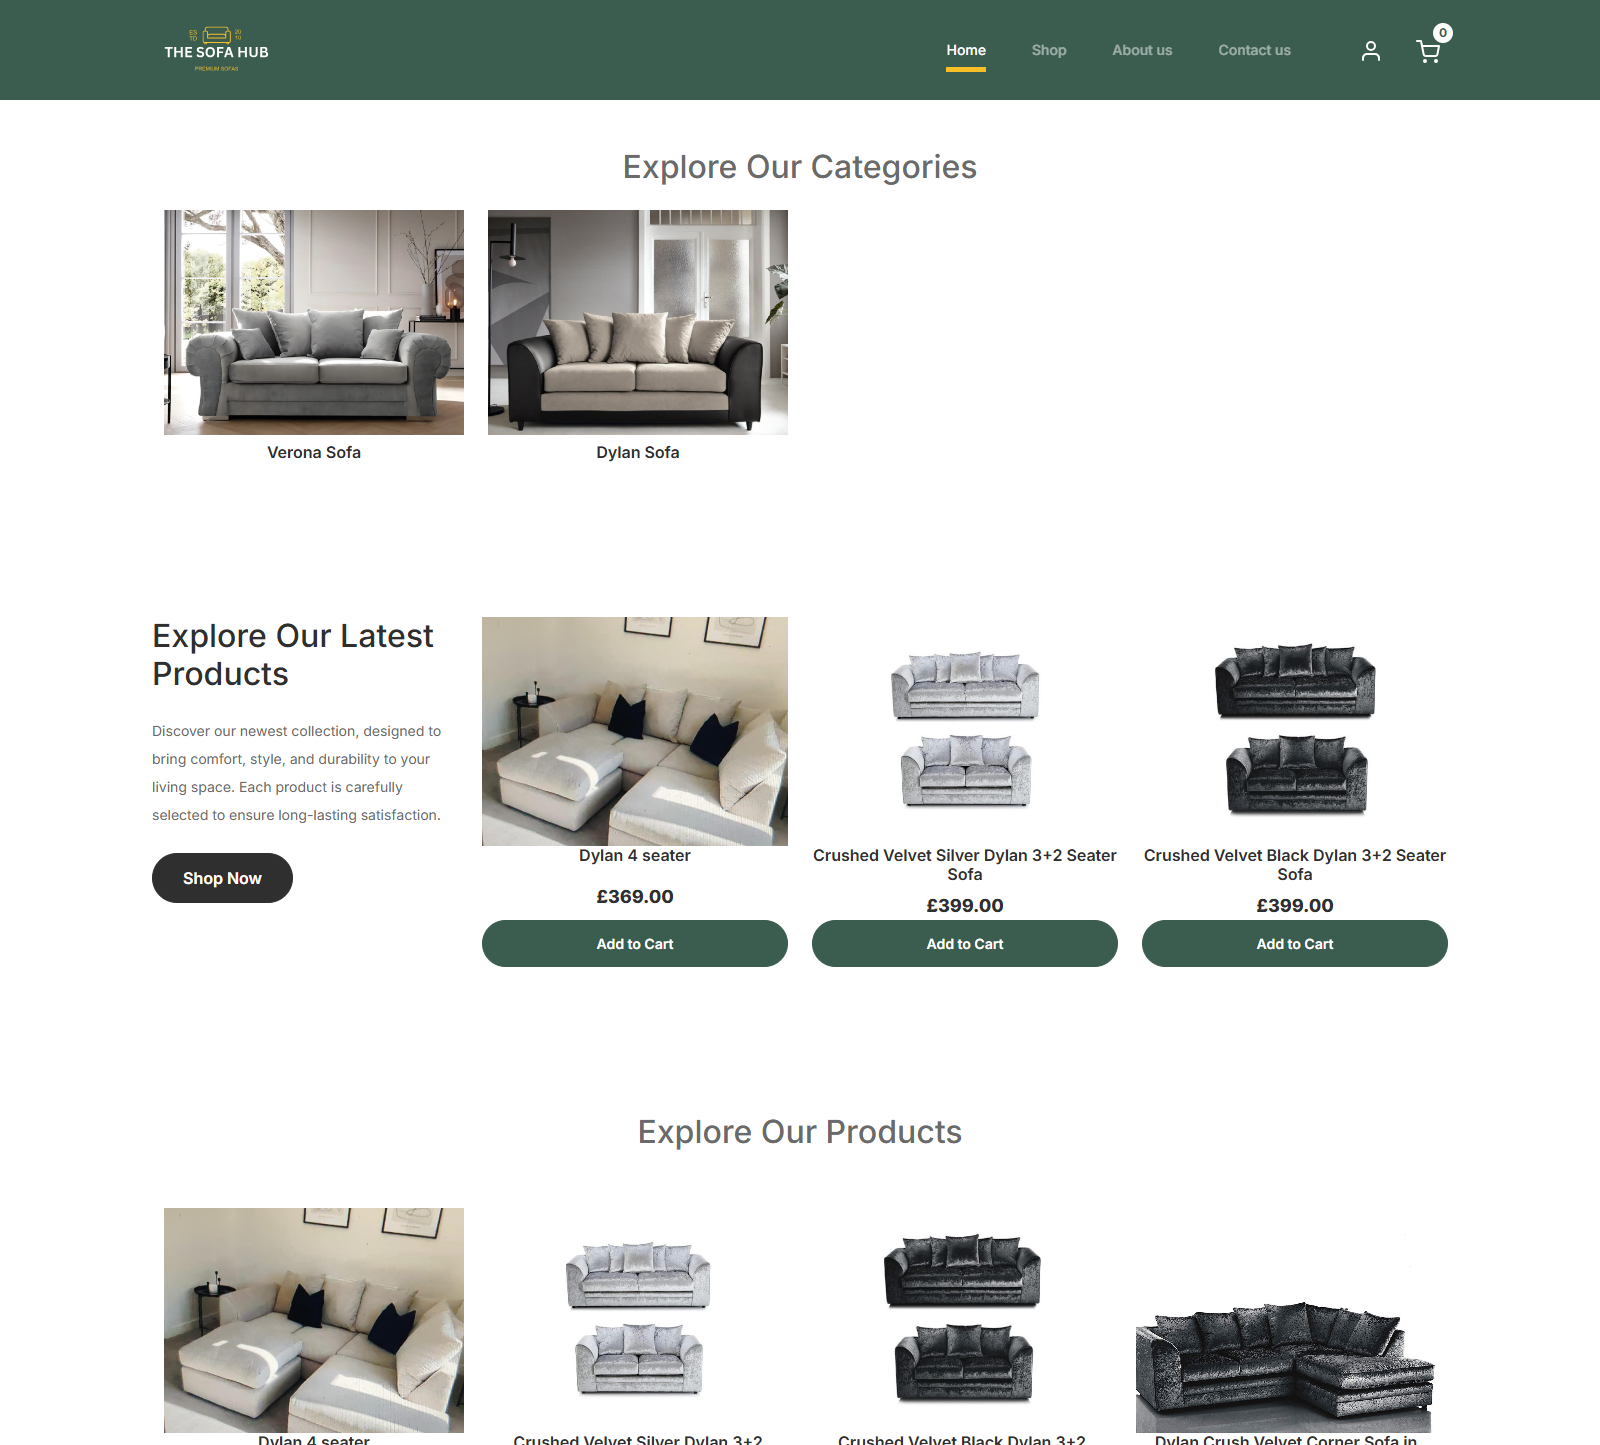 ES 20
TD 10
THE SOFA HUB
PREMIUM SOFAS
Home
Shop
About us
Contact us
0
Explore Our Categories
Verona Sofa
Dylan Sofa
Explore Our Latest
Products
Discover our newest collection, designed to
bring comfort, style, and durability to your
living space. Each product is carefully
selected to ensure long-lasting satisfaction.
Shop Now
Dylan 4 seater
£369.00
Add to Cart
Crushed Velvet Silver Dylan 3+2 Seater
Sofa
£399.00
Add to Cart
Crushed Velvet Black Dylan 3+2 Seater
Sofa
£399.00
Add to Cart
Explore Our Products
Dylan 4 seater
Crushed Velvet Silver Dylan 3+2
Crushed Velvet Black Dylan 3+2
Dylan Crush Velvet Corner Sofa in